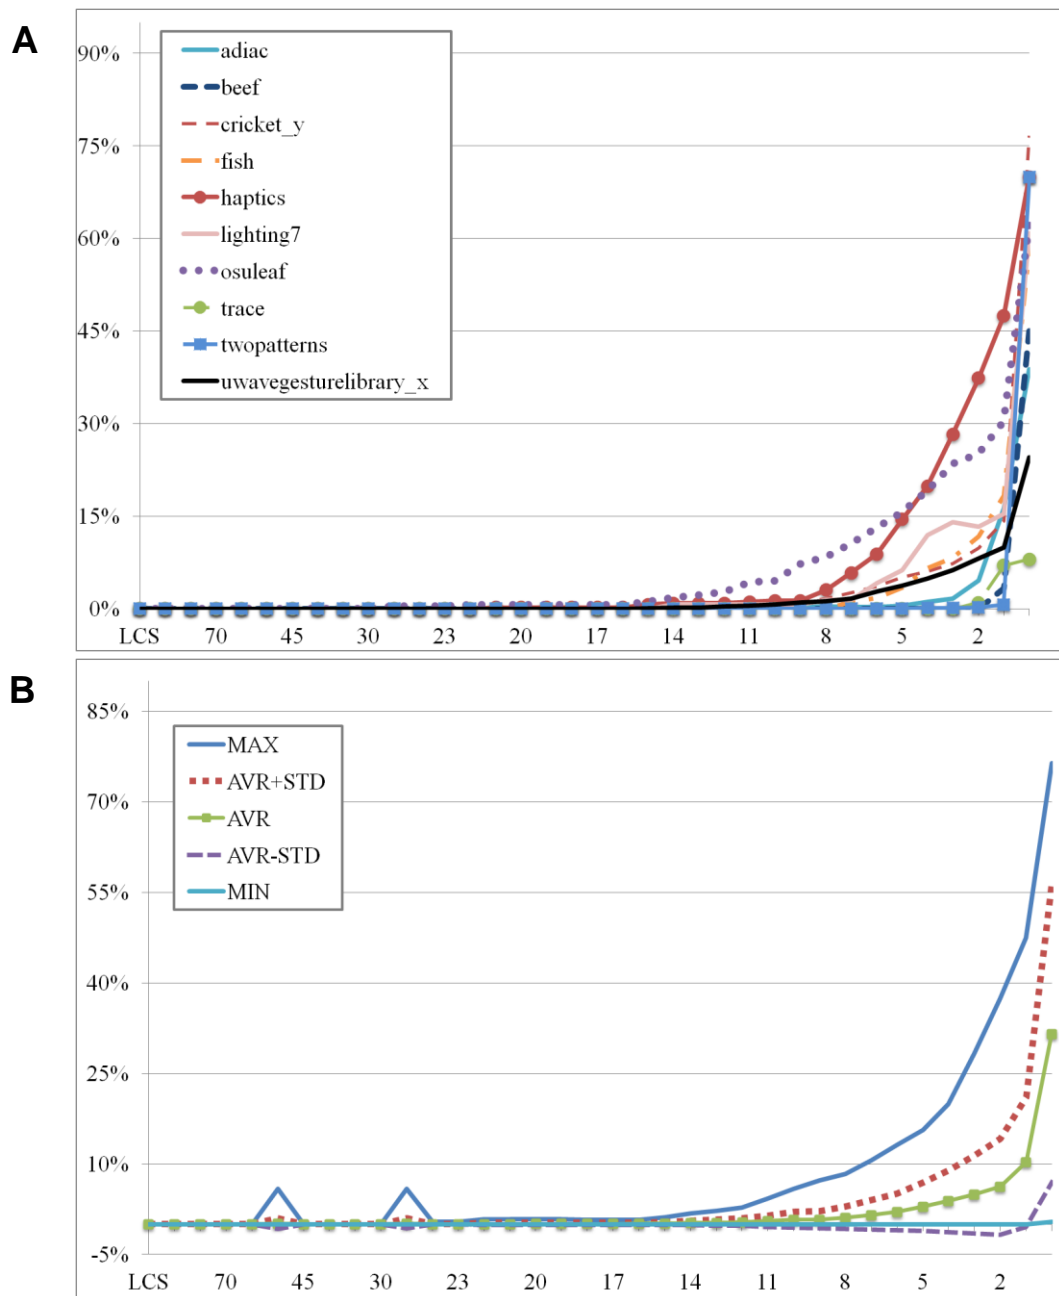 A
90%
75%
60%
45%
30%
15%
0%
adiac
beef
cricket_y
fish
haptics
lighting7
osuleaf
trace
twopatterns
uwavegesturelibrary_x
LCS 70 45 30 23 20 17 14 11 8 5 2
B
85%
70%
55%
40%
25%
10%
-5%
MAX
AVR+STD
AVR
AVR-STD
MIN
LCS 70 45 30 23 20 17 14 11 8 5 2